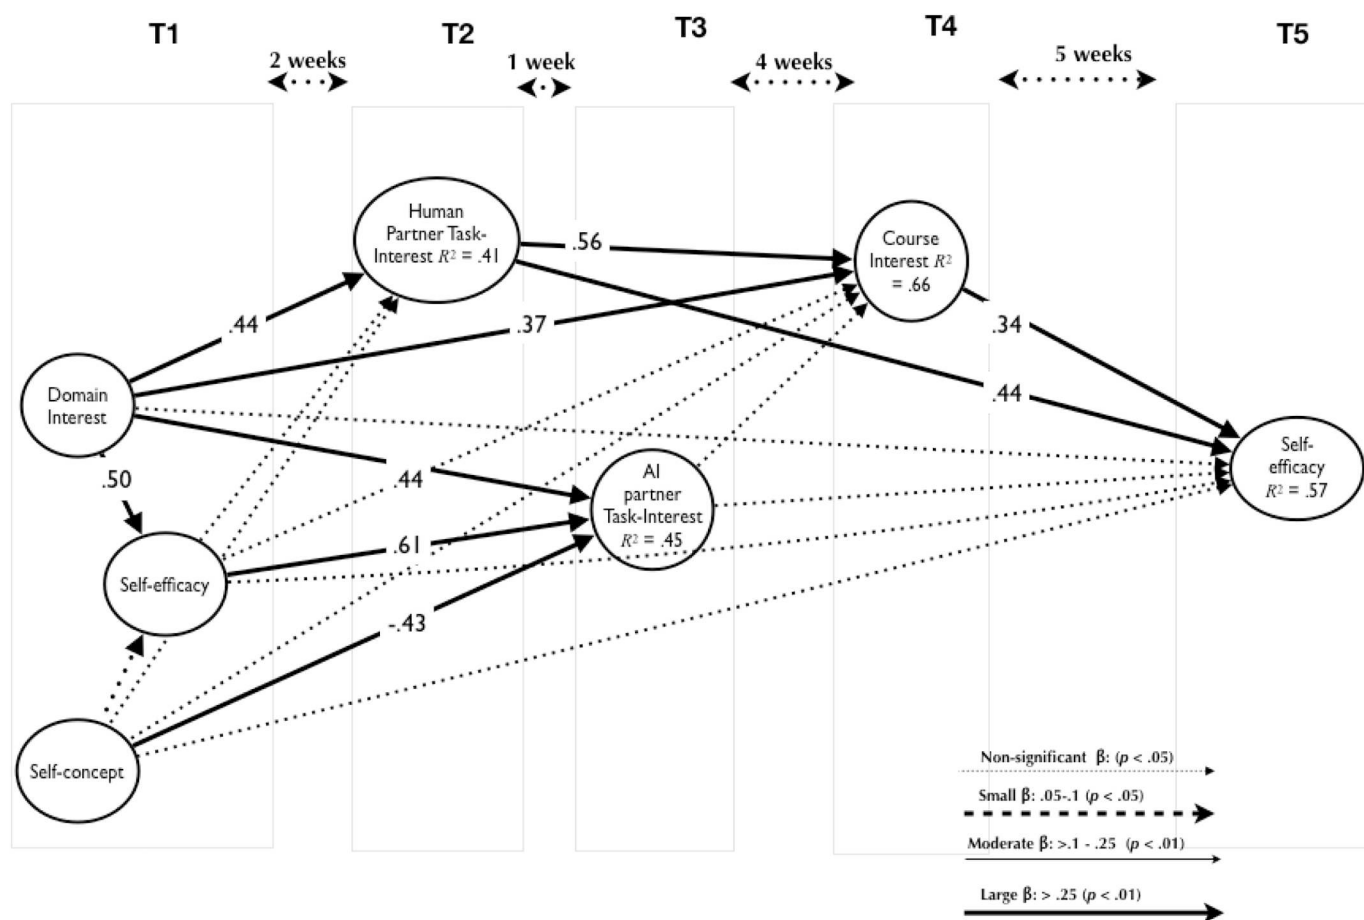 T1
T2
T3
T4
T5
2 weeks
1 week
4 weeks
5 weeks
Human
Partner Task-
Interest R² = .41
Course
Interest R²
= .66
.56
.44
.37
.34
.44
Domain
Interest
.50
.44
AI
partner
Task-Interest
R² = .45
Self-
efficacy
R² = .57
Self-efficacy
.61
-.43
Self-concept
Non-significant β: (p < .05)
Small β: .05-.1 (p < .05)
Moderate β: >.1 - .25 (p < .01)
Large β: > .25 (p < .01)